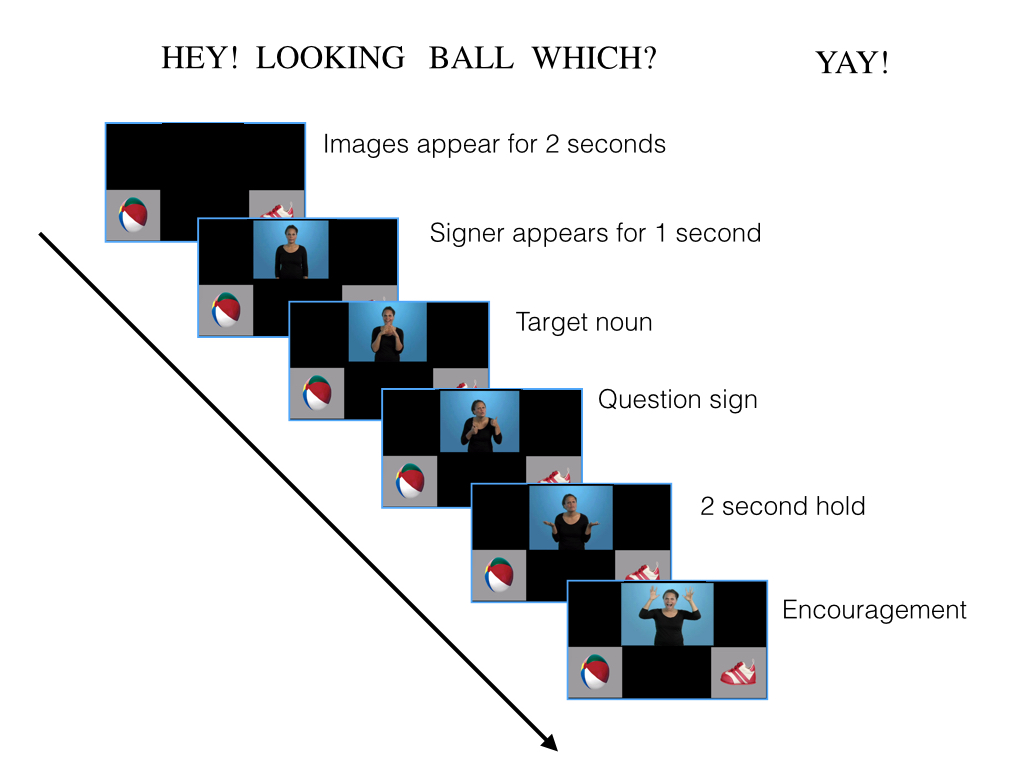 HEY! LOOKING BALL WHICH? YAY!
Images appear for 2 seconds
Signer appears for 1 second
Target noun
Question sign
2 second hold
Encouragement